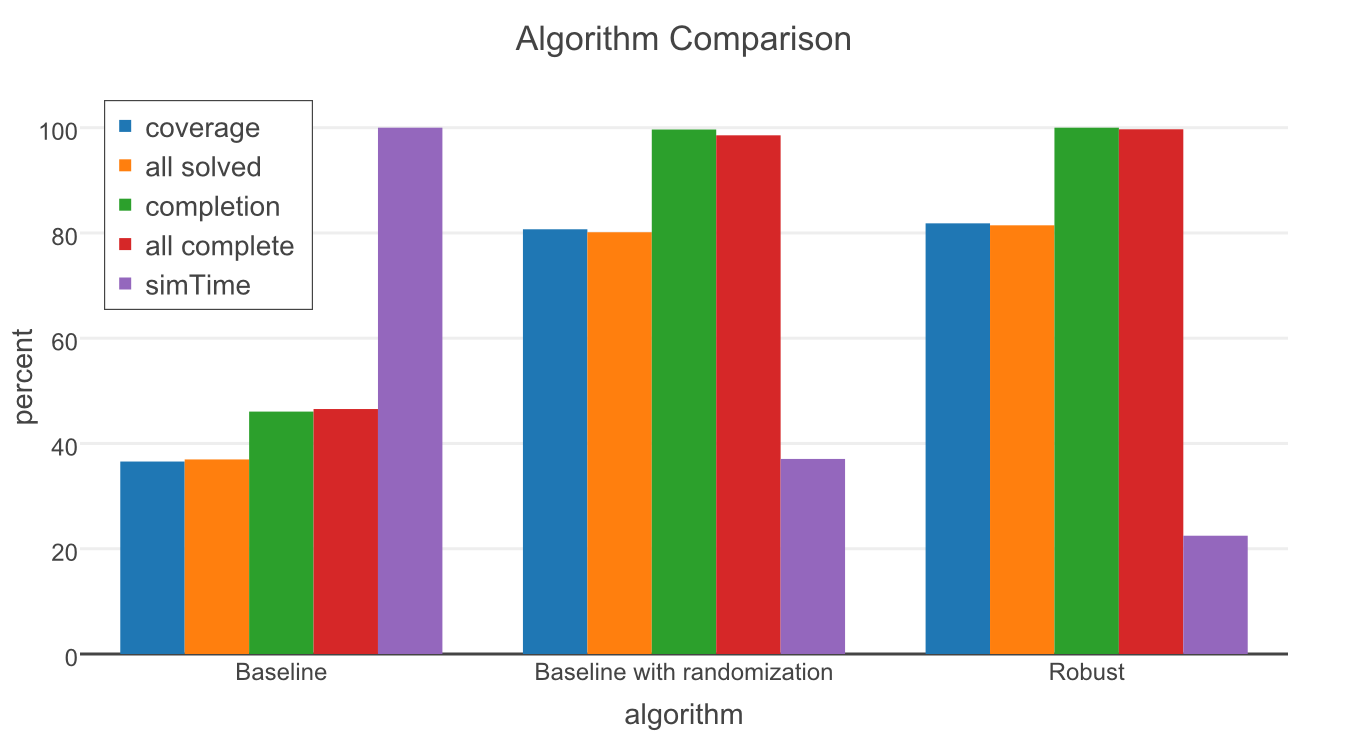 Algorithm Comparison
coverage
all solved
completion
all complete
simTime
100
80
60
40
20
0
percent
Baseline
Baseline with randomization
Robust
algorithm